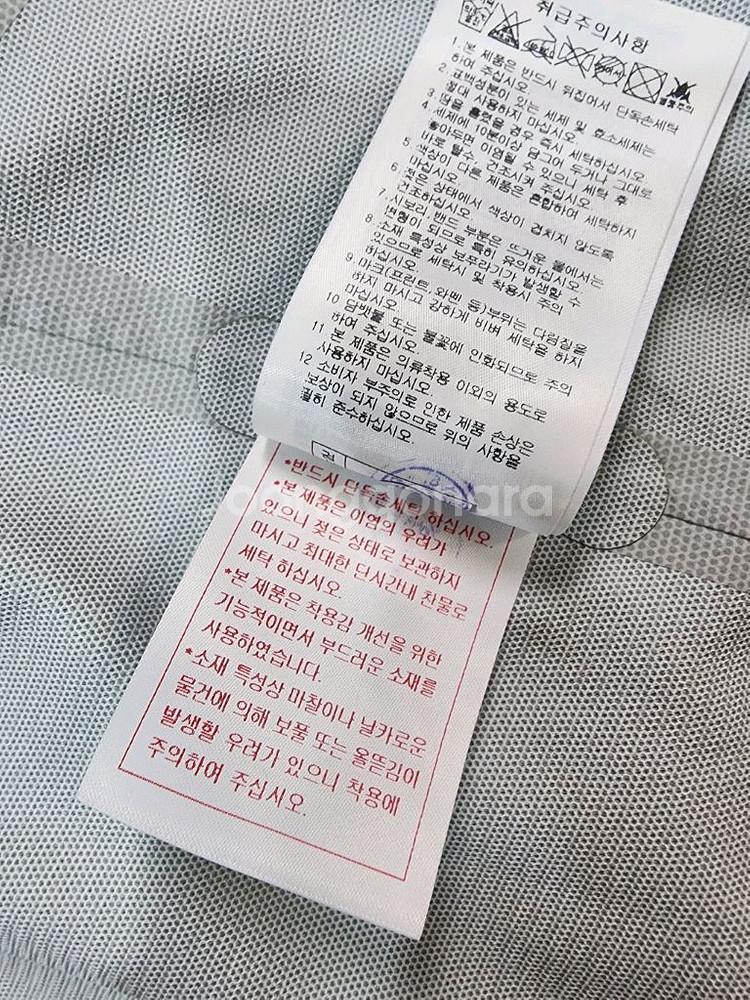 취급주의사항
1. 본 제품은 반드시 뒤집어서 단독손세탁
하여 주십시오.
2. 표백성분이 있는 세제 및 효소세제는
절대 사용하지 마십시오.
3. 땀을 흘렸을 경우 즉시 세탁하십시오.
4. 세제에 10분이상 담그어 두거나 그대로
놓아두면 이염될 수 있으니 세탁 후
바로 탈수, 건조시켜 주십시오.
5. 색상이 다른 제품은 혼합하여 세탁하지
마십시오.
6. 젖은 상태에서 색상이 겹치지 않도록
건조하십시오.
7. 시보리, 밴드 부분은 뜨거운 물에서는
변형이 되므로 특히 유의하십시오.
8. 소재 특성상 보푸라기가 발생할 수
있으므로 세탁시 및 착용시 주의
하십시오.
9. 마크(프린트, 와펜 등)부위는 다림질을
하지 마시고 강하게 비벼 세탁을 하지
마십시오.
10. 담뱃불 또는 불꽃에 인화되므로 주의
하여 주십시오.
11. 본 제품은 의류착용 이외의 용도로
사용하지 마십시오.
12. 소비자 부주의로 인한 제품 손상은
보상이 되지 않으므로 위의 사항을
필히 준수하십시오.
검
*반드시 단독손세탁 하십시오.
*본 제품은 이염의 우려가
있으니 젖은 상태로 보관하지
마시고 최대한 단시간내 찬물로
세탁 하십시오.
*본 제품은 착용감 개선을 위한
기능적이면서 부드러운 소재를
사용하였습니다.
*소재 특성상 마찰이나 날카로운
물건에 의해 보풀 또는 올뜯김이
발생할 우려가 있으니 착용에
주의하여 주십시오.